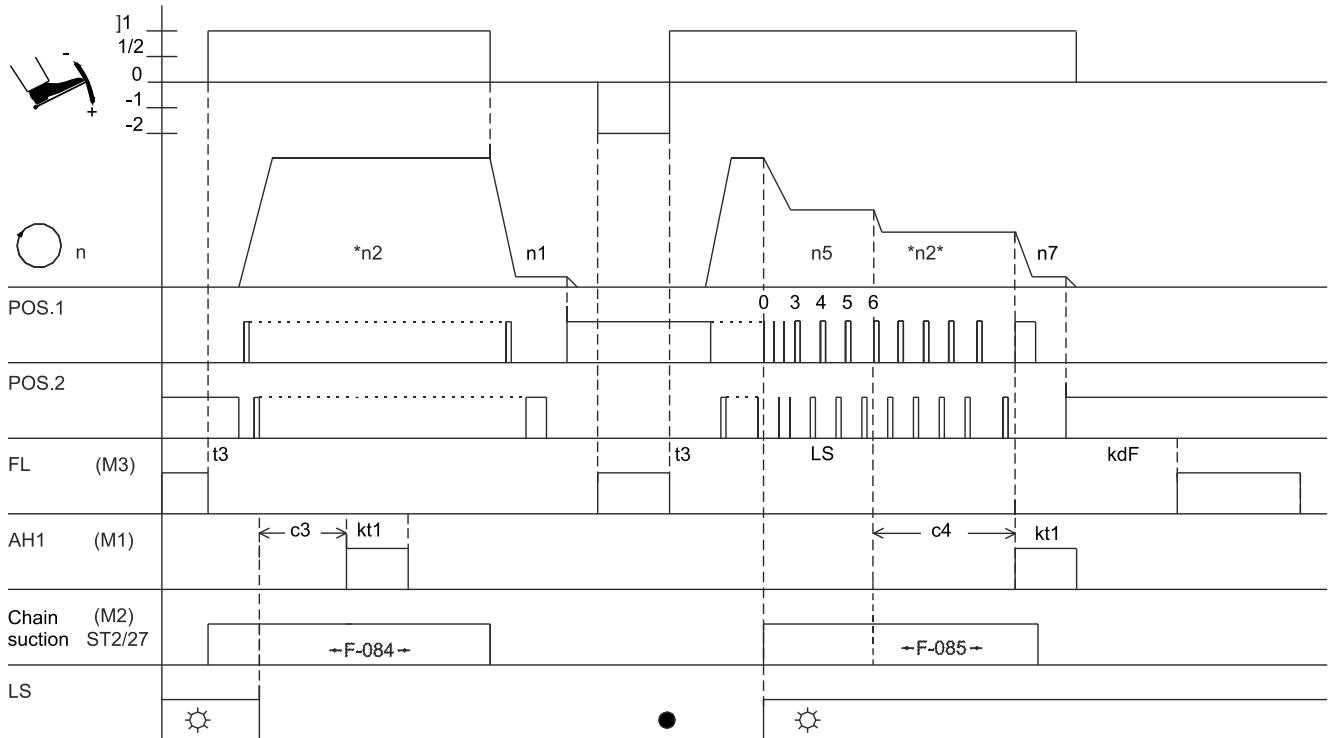 ]1
1/2
0
-1
-2
-
+
n
*n2
n1
n5
*n2*
n7
POS.1
0 3 4 5 6
POS.2
FL (M3)
t3
t3
LS
kdF
AH1 (M1)
c3
kt1
c4
kt1
Chain (M2)
suction ST2/27
F-084
F-085
LS